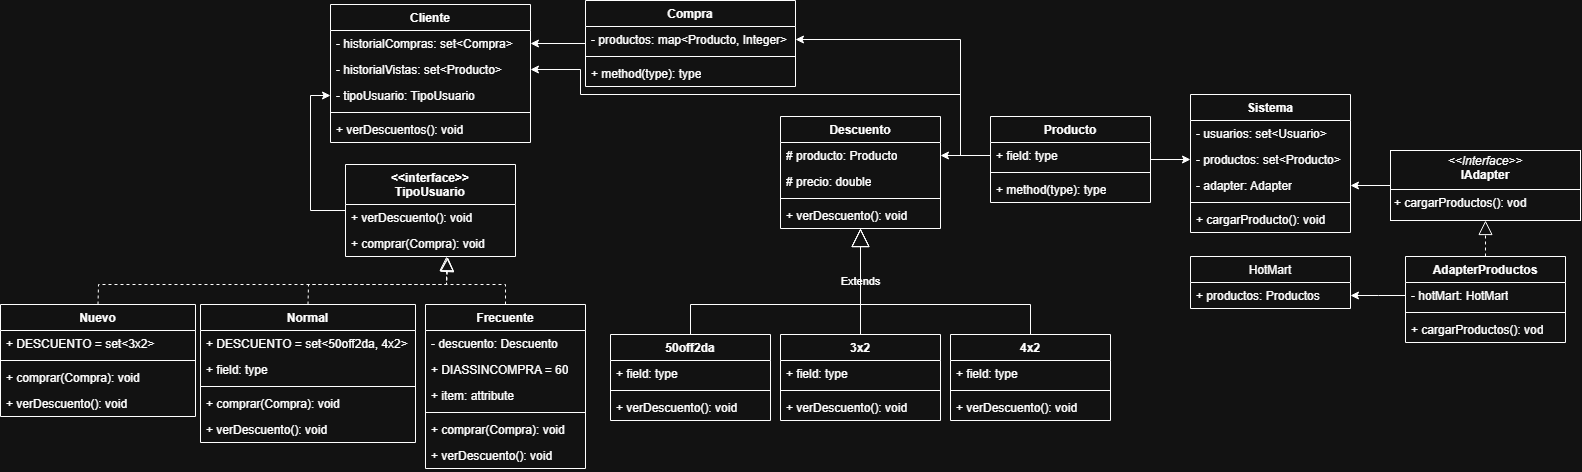 Cliente
- historialCompras: set<Compra>
- historialVistas: set<Producto>
- tipoUsuario: TipoUsuario
+ verDescuentos(): void
Compra
- productos: map<Producto, Integer>
+ method(type): type
<<interface>>
TipoUsuario
+ verDescuento(): void
+ comprar(Compra): void
Descuento
# producto: Producto
# precio: double
+ verDescuento(): void
Producto
+ field: type
+ method(type): type
Sistema
- usuarios: set<Usuario>
- productos: set<Producto>
- adapter: Adapter
+ cargarProducto(): void
<<Interface>>
IAdapter
+ cargarProductos(): vod
HotMart
+ productos: Productos
AdapterProductos
- hotMart: HotMart
+ cargarProductos(): vod
Extends
Nuevo
+ DESCUENTO = set<3x2>
+ comprar(Compra): void
+ verDescuento(): void
Normal
+ DESCUENTO = set<50off2da, 4x2>
+ field: type
+ comprar(Compra): void
+ verDescuento(): void
Frecuente
- descuento: Descuento
+ DIASSINCOMPRA = 60
+ item: attribute
+ comprar(Compra): void
+ verDescuento(): void
50off2da
+ field: type
+ verDescuento(): void
3x2
+ field: type
+ verDescuento(): void
4x2
+ field: type
+ verDescuento(): void